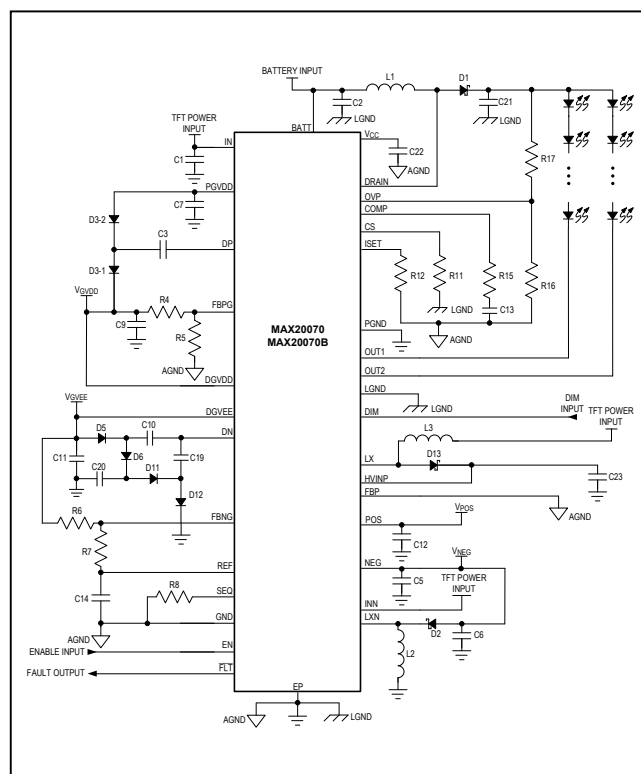 BATTERY INPUT
L1
D1
C2
LGND
C21
LGND
TFT POWER
INPUT
IN
BATT
VCC
C1
C22
AGND
R17
PGVDD
DRAIN
C7
OVP
D3-2
COMP
C3
DP
CS
ISET
D3-1
R12
R11
R15
R16
VGVDD
R4
FBPG
LGND
C13
C9
R5
MAX20070
MAX20070B
PGND
AGND
AGND
OUT1
DGVDD
OUT2
VGVEE
LGND
LGND
DIM
INPUT
DGVEE
DIM
TFT POWER
INPUT
D5
C10
DN
L3
C11
D6
C19
LX
D13
C20
D11
HVINP
C23
D12
FBP
AGND
R6
FBNG
POS
VPOS
C12
R7
VNEG
REF
NEG
C5
TFT POWER
INPUT
R8
SEQ
C14
INN
GND
LXN
D2
C6
AGND
ENABLE INPUT
EN
L2
FAULT OUTPUT
FLT
EP
AGND
LGND